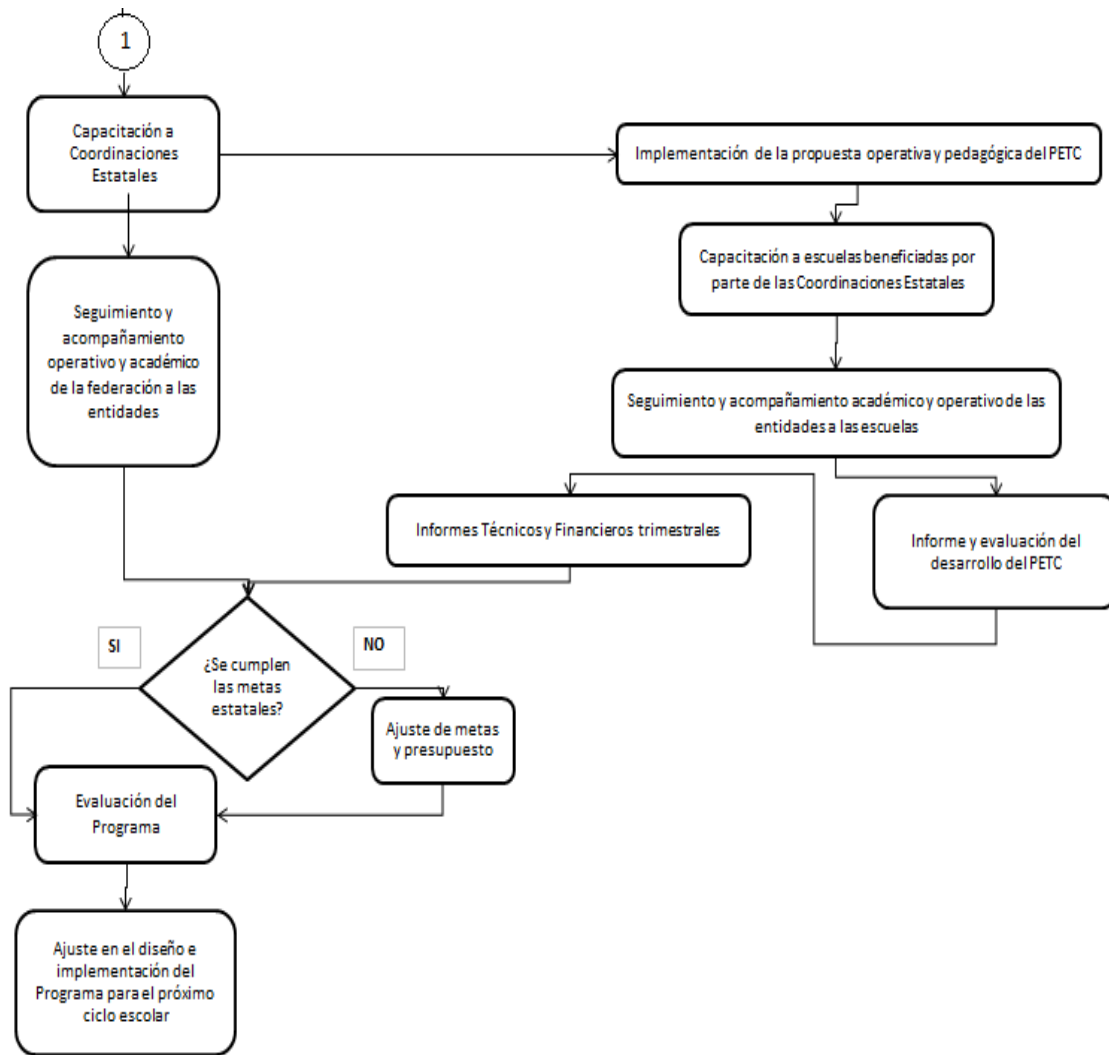 1
Capacitación a
Coordinaciones
Estatales
Implementación de la propuesta operativa y pedagógica del PETC
Capacitación a escuelas beneficiadas por
parte de las Coordinaciones Estatales
Seguimiento y
acompañamiento
operativo y académico
de la federación a las
entidades
Seguimiento y acompañamiento académico y operativo de las
entidades a las escuelas
Informes Técnicos y Financieros trimestrales
Informe y evaluación del
desarrollo del PETC
SI
NO
¿Se cumplen
las metas
estatales?
Ajuste de metas
y presupuesto
Evaluación del
Programa
Ajuste en el diseño e
implementación del
Programa para el próximo
ciclo escolar